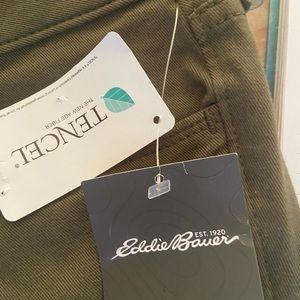 TENCEL®
THE NEW AGE FIBER
EST. 1920
Eddie Bauer